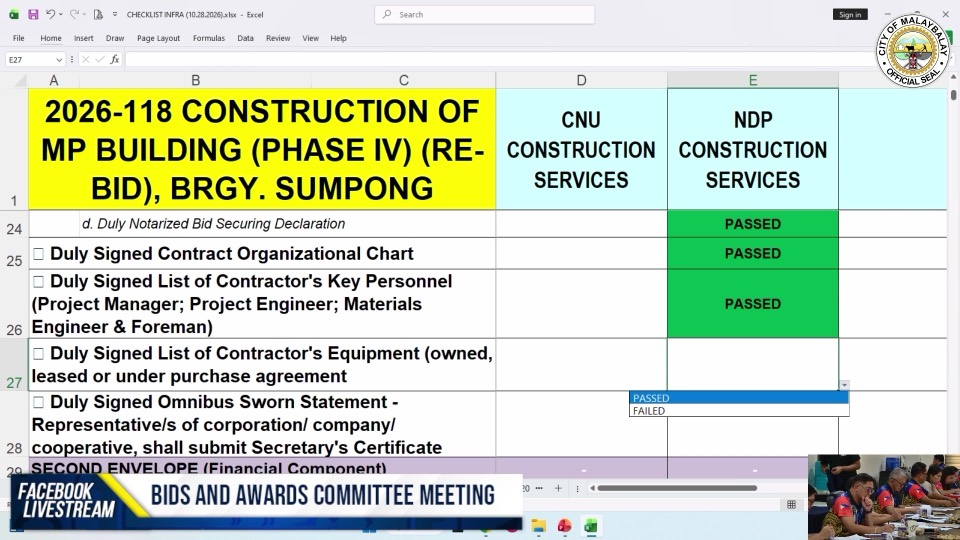 CHECKLIST INFRA (10.28.2026).xlsx - Excel
Search
Sign in
File Home Insert Draw Page Layout Formulas Data Review View Help
CITY OF MALAYBALAY
OFFICIAL SEAL
E27
fx
A B C D E
1
2026-118 CONSTRUCTION OF
MP BUILDING (PHASE IV) (RE-
BID), BRGY. SUMPONG
CNU
CONSTRUCTION
SERVICES
NDP
CONSTRUCTION
SERVICES
24 d. Duly Notarized Bid Securing Declaration PASSED
25 Duly Signed Contract Organizational Chart PASSED
26 Duly Signed List of Contractor's Key Personnel
(Project Manager; Project Engineer; Materials
Engineer & Foreman)
PASSED
27 Duly Signed List of Contractor's Equipment (owned,
leased or under purchase agreement
PASSED
FAILED
28 Duly Signed Omnibus Sworn Statement -
Representative/s of corporation/ company/
cooperative, shall submit Secretary's Certificate
29 SECOND ENVELOPE (Financial Component) - -
FACEBOOK
LIVESTREAM
BIDS AND AWARDS COMMITTEE MEETING